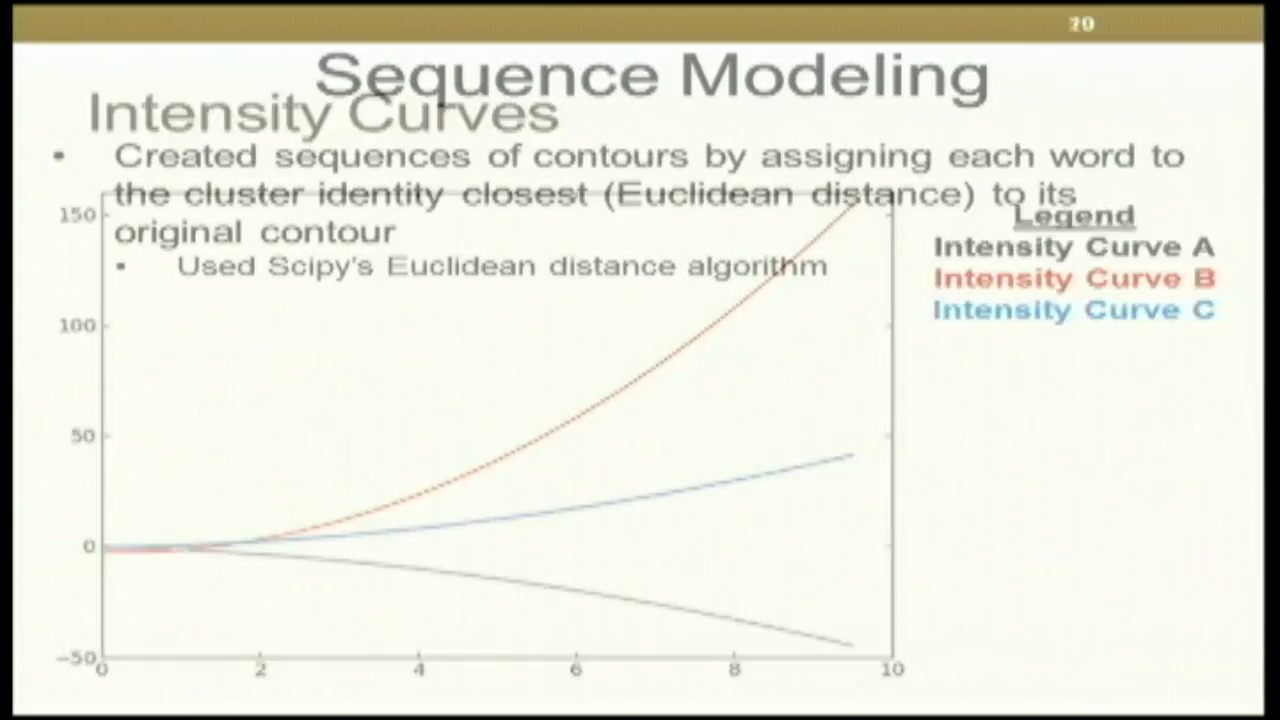 Sequence Modeling
Intensity Curves
• Created sequences of contours by assigning each word to
the cluster identity closest (Euclidean distance) to its
original contour
▪ Used Scipy's Euclidean distance algorithm
Legend
Intensity Curve A
Intensity Curve B
Intensity Curve C
150
100
50
0
−50
0 2 4 6 8 10